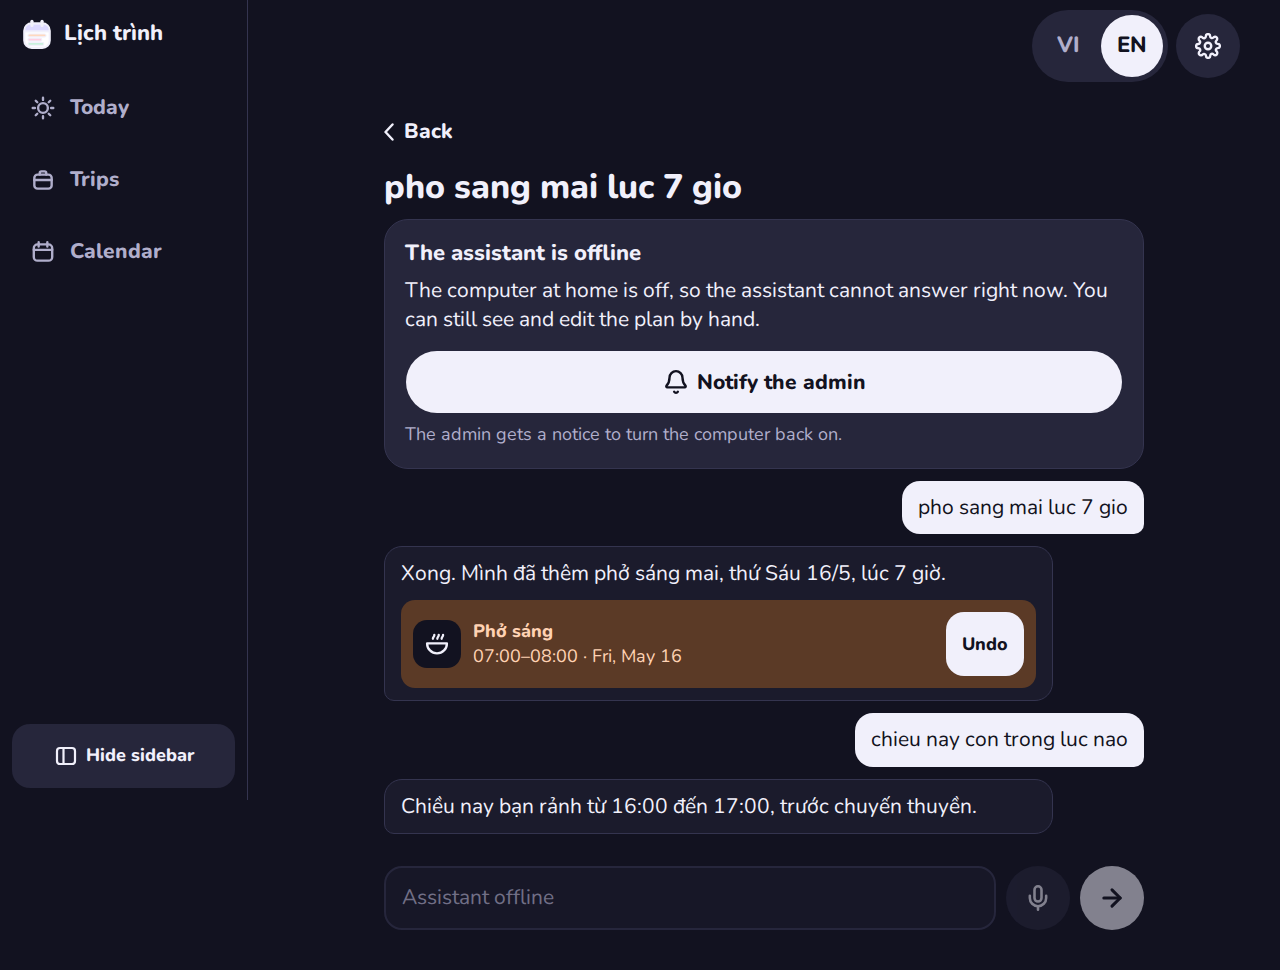 Lịch trình
VI
EN
Today
Trips
Calendar
Hide sidebar
Back
pho sang mai luc 7 gio
The assistant is offline
The computer at home is off, so the assistant cannot answer right now. You
can still see and edit the plan by hand.
Notify the admin
The admin gets a notice to turn the computer back on.
pho sang mai luc 7 gio
Xong. Mình đã thêm phở sáng mai, thứ Sáu 16/5, lúc 7 giờ.
Phở sáng
07:00–08:00 · Fri, May 16
Undo
chieu nay con trong luc nao
Chiều nay bạn rảnh từ 16:00 đến 17:00, trước chuyến thuyền.
Assistant offline